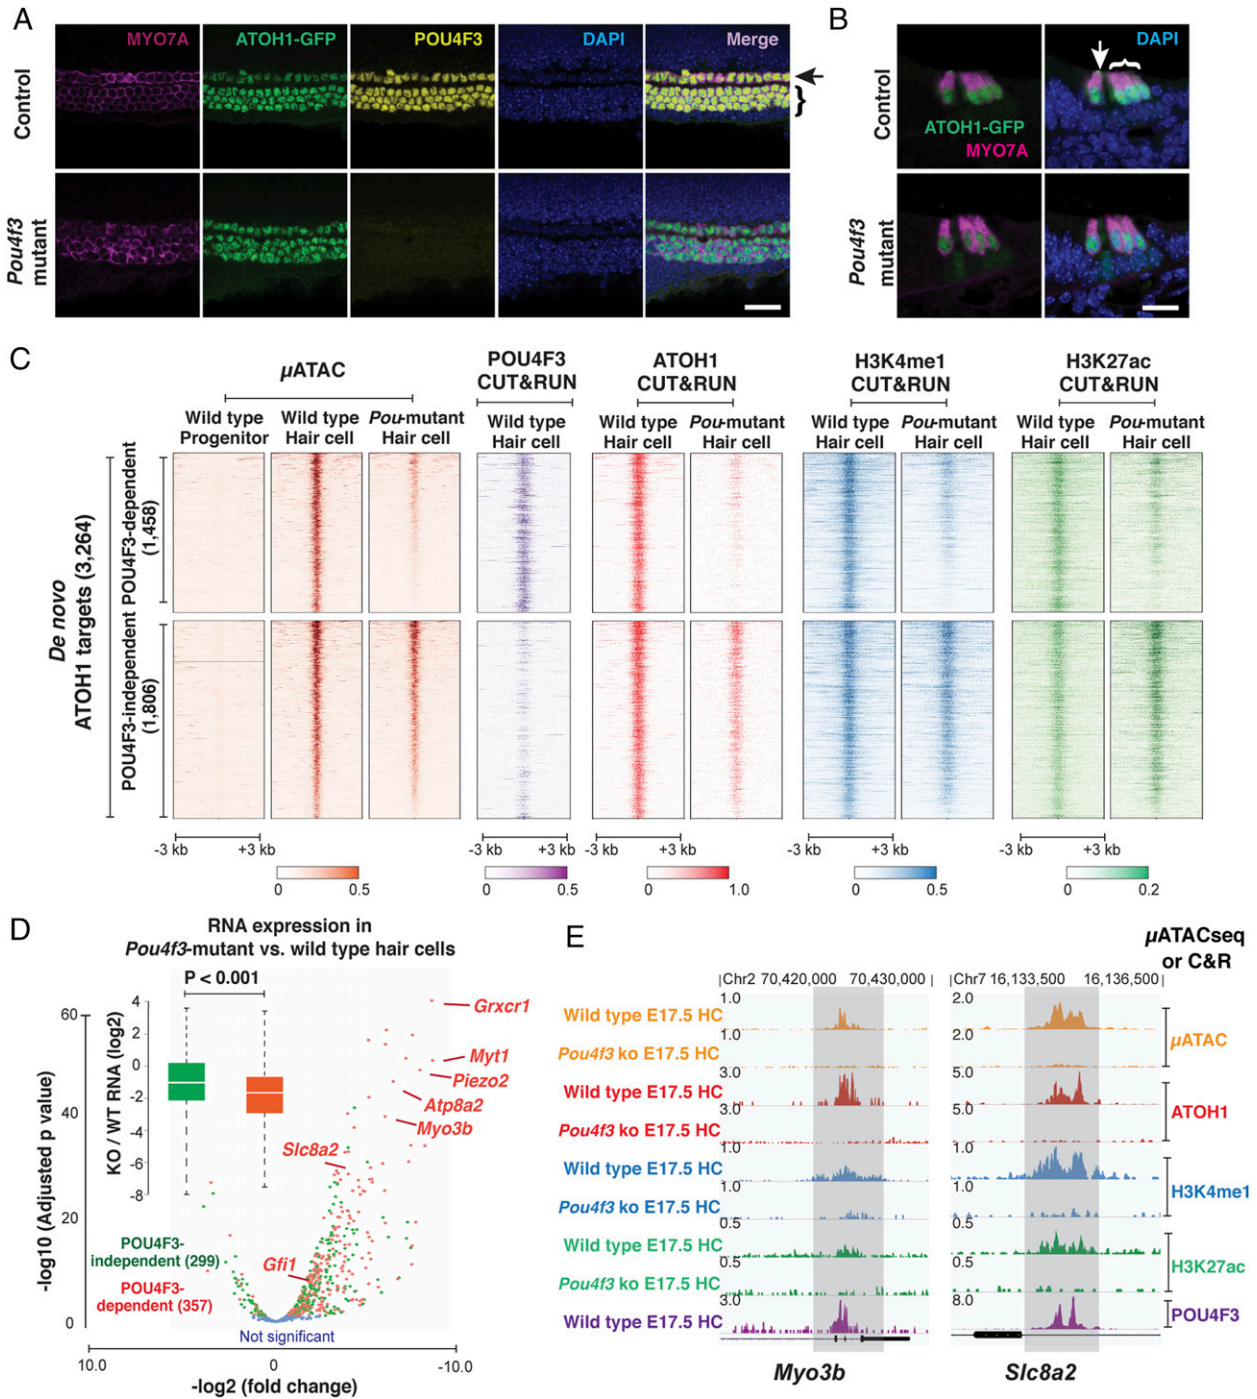 A
MYO7A
ATOH1-GFP
POU4F3
DAPI
Merge
Control
Pou4f3
mutant
B
DAPI
Control
ATOH1-GFP
MYO7A
Pou4f3
mutant
C
µATAC
POU4F3
CUT&RUN
ATOH1
CUT&RUN
H3K4me1
CUT&RUN
H3K27ac
CUT&RUN
Wild type
Progenitor
Wild type
Hair cell
Pou-mutant
Hair cell
Wild type
Hair cell
Wild type
Hair cell
Pou-mutant
Hair cell
Wild type
Hair cell
Pou-mutant
Hair cell
Wild type
Hair cell
Pou-mutant
Hair cell
De novo
ATOH1 targets (3,264)
POU4F3-dependent
(1,458)
POU4F3-independent
(1,806)
-3 kb +3 kb
-3 kb +3 kb
-3 kb +3 kb
-3 kb +3 kb
-3 kb +3 kb
0 0.5
0 0.5
0 1.0
0 0.5
0 0.2
D
RNA expression in
Pou4f3-mutant vs. wild type hair cells
P < 0.001
KO / WT RNA (log2)
4
2
0
-2
-4
-6
-8
-log10 (Adjusted p value)
60
40
20
0
Grxcr1
Myt1
Piezo2
Atp8a2
Myo3b
Slc8a2
Gfi1
POU4F3-
independent (299)
POU4F3-
dependent (357)
Not significant
10.0 0 -10.0
-log2 (fold change)
E
µATACseq
or C&R
Chr2 70,420,000 70,430,000
Chr7 16,133,500 16,136,500
Wild type E17.5 HC 1.0 2.0
Pou4f3 ko E17.5 HC 1.0 2.0
µATAC
Wild type E17.5 HC 3.0 5.0
Pou4f3 ko E17.5 HC 3.0 5.0
ATOH1
Wild type E17.5 HC 1.0 1.0
Pou4f3 ko E17.5 HC 1.0 1.0
H3K4me1
Wild type E17.5 HC 0.5 0.5
Pou4f3 ko E17.5 HC 0.5 0.5
H3K27ac
Wild type E17.5 HC 3.0 8.0
POU4F3
Myo3b
Slc8a2